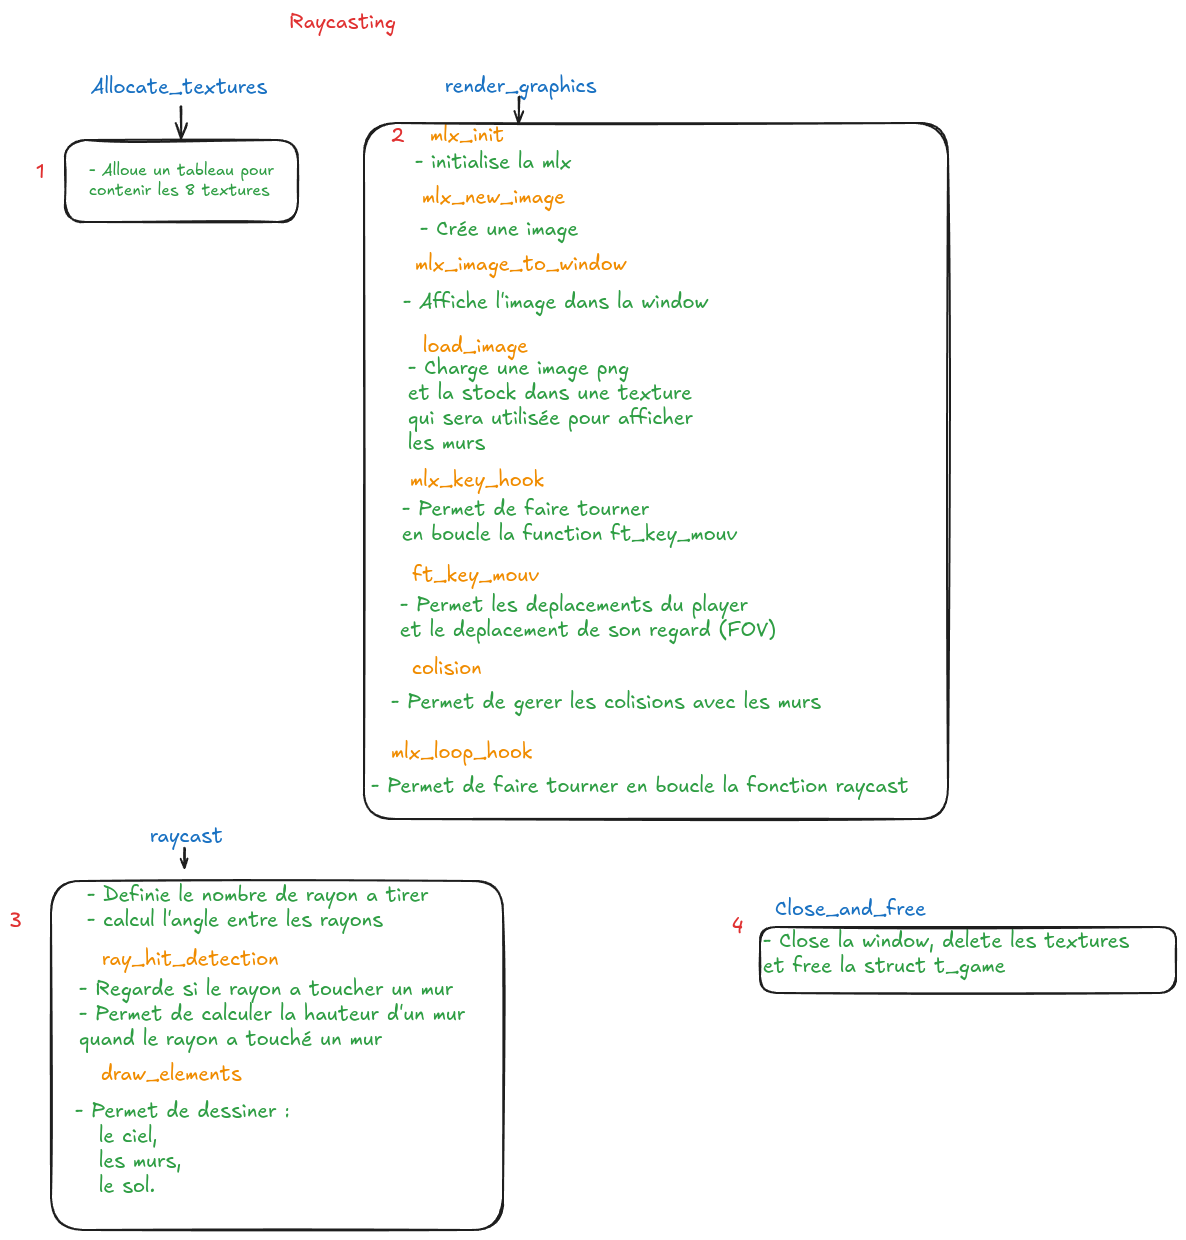 Raycasting
Allocate_textures
1
- Alloue un tableau pour
contenir les 8 textures
render_graphics
2
mlx_init
- initialise la mlx
mlx_new_image
- Crée une image
mlx_image_to_window
- Affiche l'image dans la window
load_image
- Charge une image png
et la stock dans une texture
qui sera utilisée pour afficher
les murs
mlx_key_hook
- Permet de faire tourner
en boucle la function ft_key_mouv
ft_key_mouv
- Permet les deplacements du player
et le deplacement de son regard (FOV)
colision
- Permet de gerer les colisions avec les murs
mlx_loop_hook
- Permet de faire tourner en boucle la fonction raycast
raycast
3
- Definie le nombre de rayon a tirer
- calcul l'angle entre les rayons
ray_hit_detection
- Regarde si le rayon a toucher un mur
- Permet de calculer la hauteur d'un mur
quand le rayon a touché un mur
draw_elements
- Permet de dessiner :
le ciel,
les murs,
le sol.
Close_and_free
4
- Close la window, delete les textures
et free la struct t_game